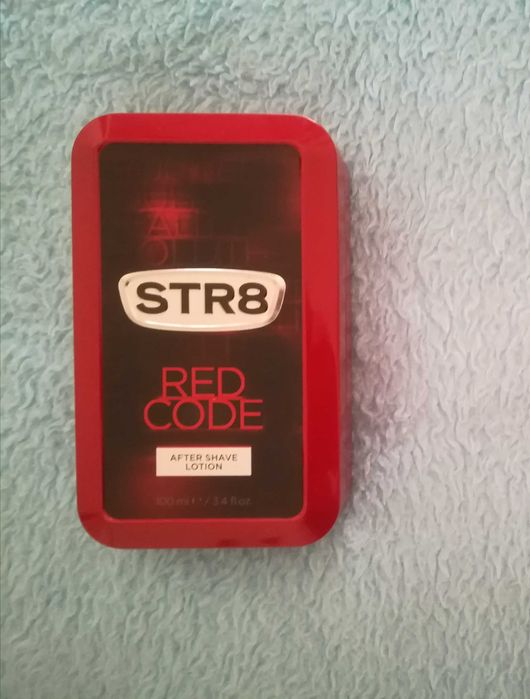 STR8
RED
CODE
AFTER SHAVE
LOTION
100 ml ℮ / 3.4 fl.oz.